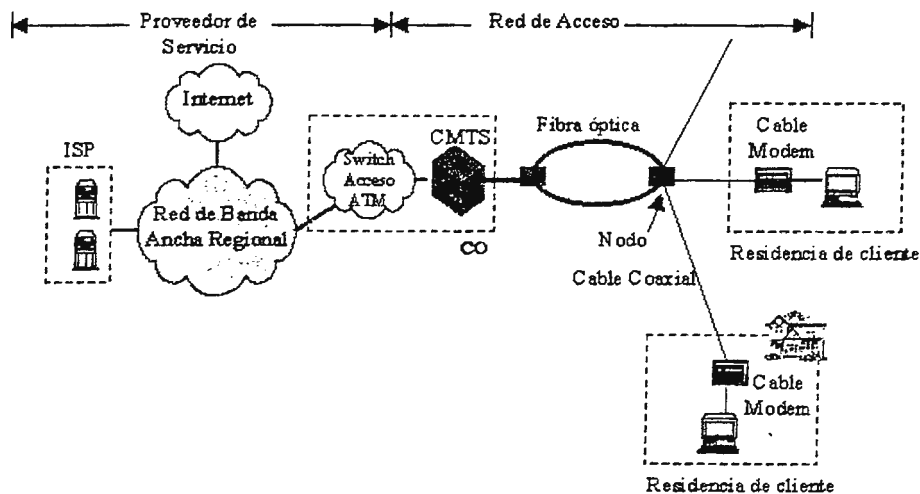 Proveedor de
Servicio
Red de Acceso
Internet
ISP
Red de Banda
Ancha Regional
Switch
Acceso
ATM
CMTS
CO
Fibra óptica
Nodo
Cable Coaxial
Cable
Modem
Residencia de cliente
Cable
Modem
Residencia de cliente